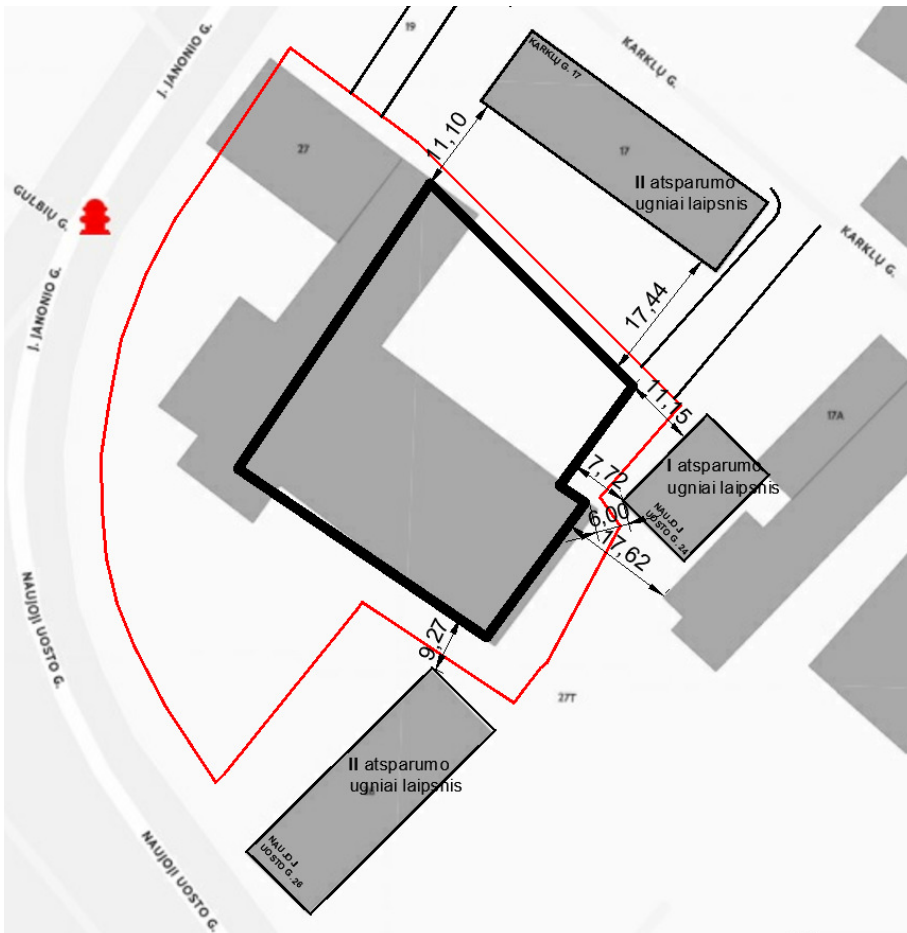 J. JANONIO G.
19
KARKLŲ G. 17
KARKLŲ G.
11,10
27
17
II atsparumo
ugniai laipsnis
GULBIŲ G.
KARKLŲ G.
J. JANONIO G.
17,44
11,15
17A
I atsparumo
ugniai laipsnis
7,72
NAUJOJI
UOSTO G. 24
6,00
17,62
NAUJOJI UOSTO G.
9,27
27T
II atsparumo
ugniai laipsnis
NAUJOJI
UOSTO G. 26
NAUJOJI UOSTO G.